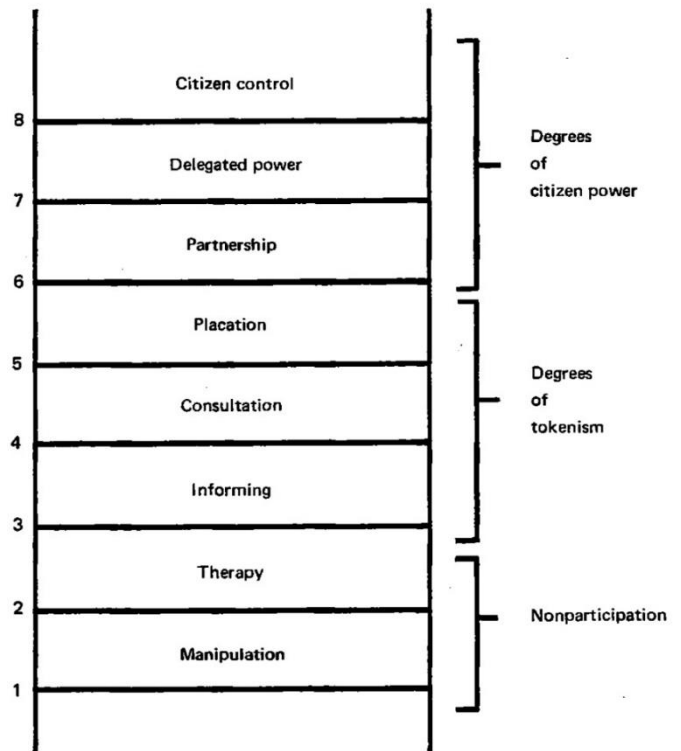 Citizen control
8
Delegated power
7
Partnership
6
Placation
5
Consultation
4
Informing
3
Therapy
2
Manipulation
1
Degrees
of
citizen power
Degrees
of
tokenism
Nonparticipation